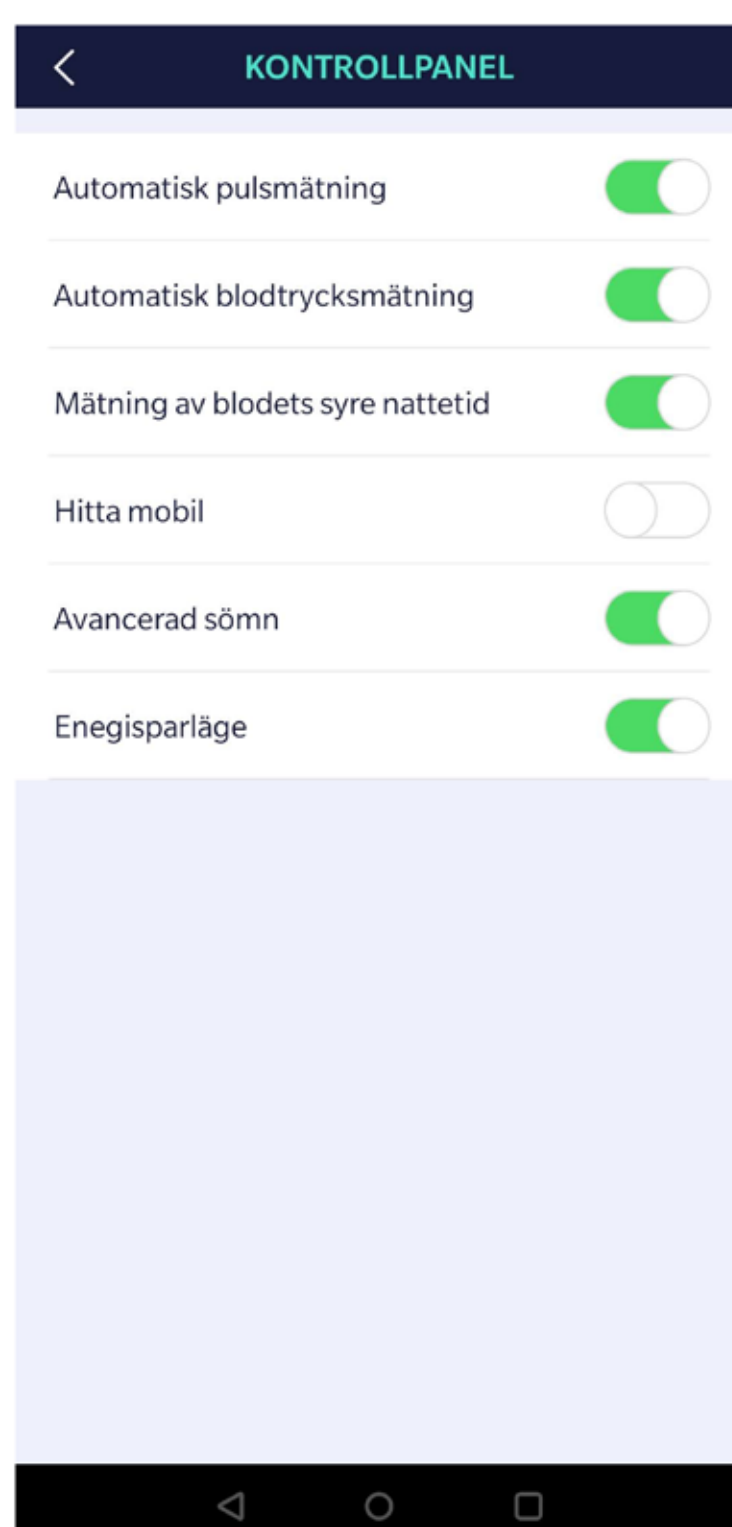 KONTROLLPANEL
Automatisk pulsmätning
Automatisk blodtrycksmätning
Mätning av blodets syre nattetid
Hitta mobil
Avancerad sömn
Enegisparläge